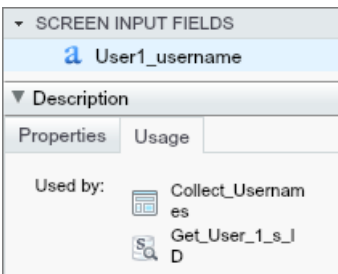 SCREEN INPUT FIELDS
a User1_username
Description
Properties Usage
Used by: Collect_Usernam
es
Get_User_1_s_I
D